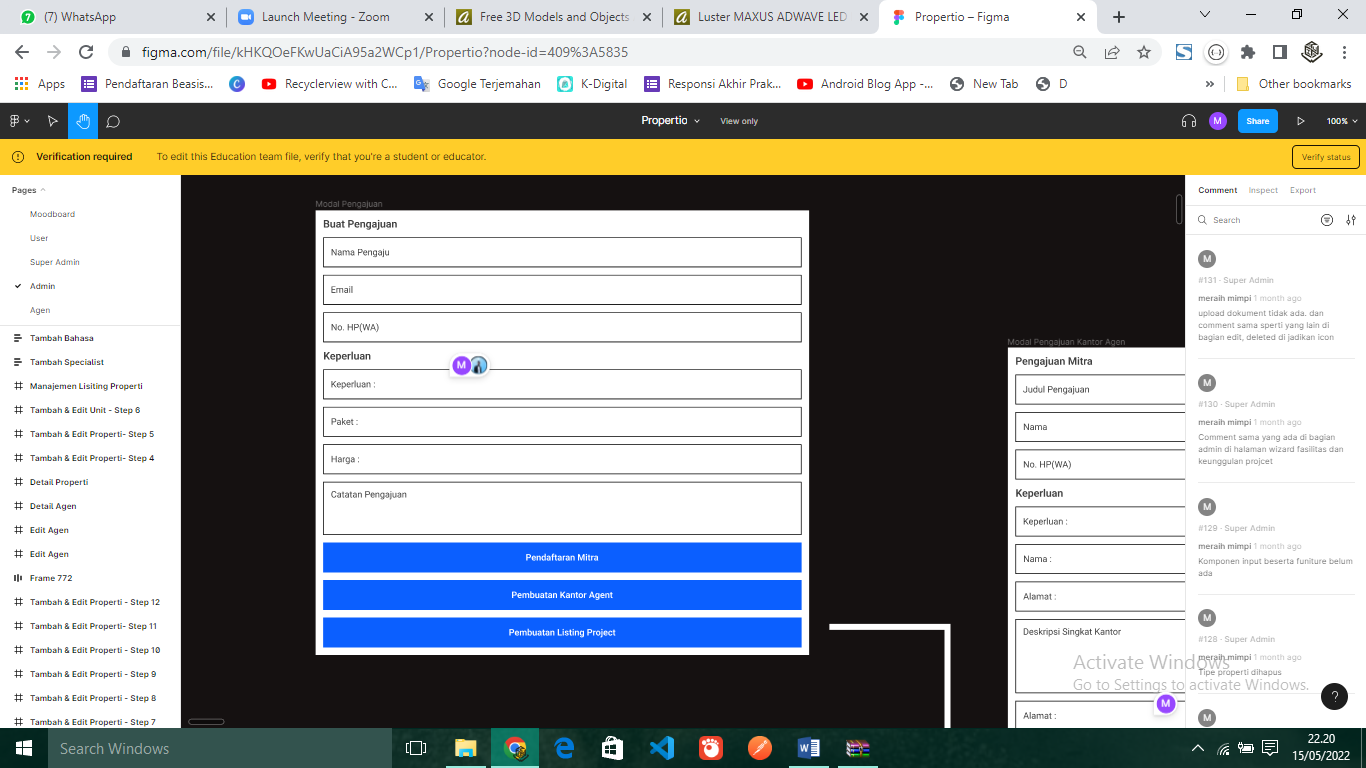 (7) WhatsApp
Launch Meeting - Zoom
Free 3D Models and Objects
Luster MAXUS ADWAVE LED
Propertio – Figma
figma.com/file/kHKQOeFKwUaCiA95a2WCp1/Propertio?node-id=409%3A5835
Apps
Pendaftaran Beasis...
Recyclerview with C...
Google Terjemahan
K-Digital
Responsi Akhir Prak...
Android Blog App -...
New Tab
D
»
Other bookmarks
Propertio
View only
M
Share
100%
Verification required
To edit this Education team file, verify that you're a student or educator.
Verify status
Pages
Moodboard
User
Super Admin
Admin
Agen
Tambah Bahasa
Tambah Specialist
Manajemen Lisiting Properti
Tambah & Edit Unit - Step 6
Tambah & Edit Properti- Step 5
Tambah & Edit Properti- Step 4
Detail Properti
Detail Agen
Edit Agen
Edit Agen
Frame 772
Tambah & Edit Properti - Step 12
Tambah & Edit Properti- Step 11
Tambah & Edit Properti - Step 10
Tambah & Edit Properti - Step 9
Tambah & Edit Properti - Step 8
Tambah & Edit Properti - Step 7
Modal Pengajuan
Buat Pengajuan
Nama Pengaju
Email
No. HP(WA)
Keperluan
M
Keperluan :
Paket :
Harga :
Catatan Pengajuan
Pendaftaran Mitra
Pembuatan Kantor Agent
Pembuatan Listing Project
Modal Pengajuan Kantor Agen
Pengajuan Mitra
Judul Pengajuan
Nama
No. HP(WA)
Keperluan
Keperluan :
Nama :
Alamat :
Deskripsi Singkat Kantor
Alamat :
M
Comment
Inspect
Export
Search
M
#131 · Super Admin
meraih mimpi 1 month ago
upload dokument tidak ada. dan
comment sama sperti yang lain di
bagian edit, deleted di jadikan icon
M
#130 · Super Admin
meraih mimpi 1 month ago
Comment sama yang ada di bagian
admin di halaman wizard fasilitas dan
keunggulan projcet
M
#129 · Super Admin
meraih mimpi 1 month ago
Komponen input beserta funiture belum
ada
M
#128 · Super Admin
meraih mimpi 1 month ago
Tipe properti dihapus
M
Activate Windows
Go to Settings to activate Windows.
?
Search Windows
22.20
15/05/2022